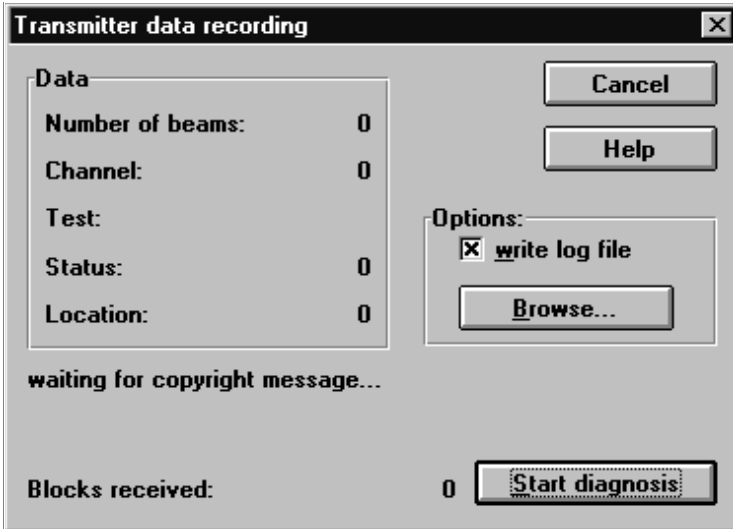 Transmitter data recording
Data
Number of beams: 0
Channel: 0
Test:
Status: 0
Location: 0
Cancel
Help
Options:
write log file
Browse...
waiting for copyright message...
Blocks received: 0
Start diagnosis